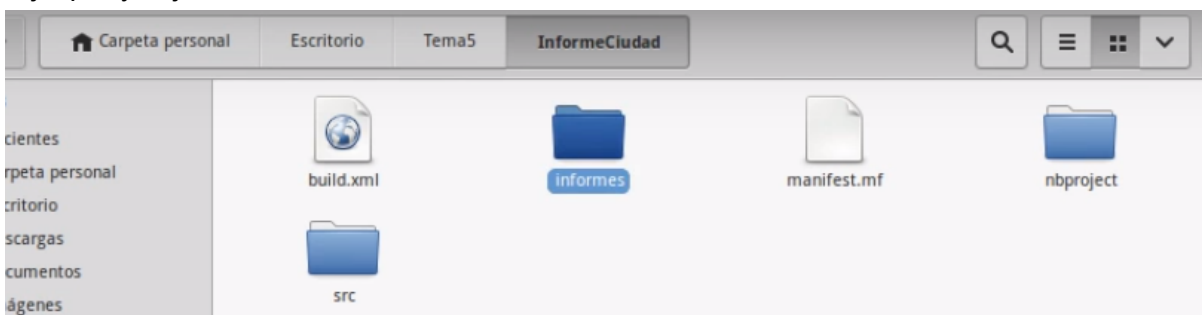 Carpeta personal Escritorio Tema5 InformeCiudad
cientes
rpeta personal
critorio
scargas
cumentos
ágenes
build.xml informes manifest.mf nbproject
src